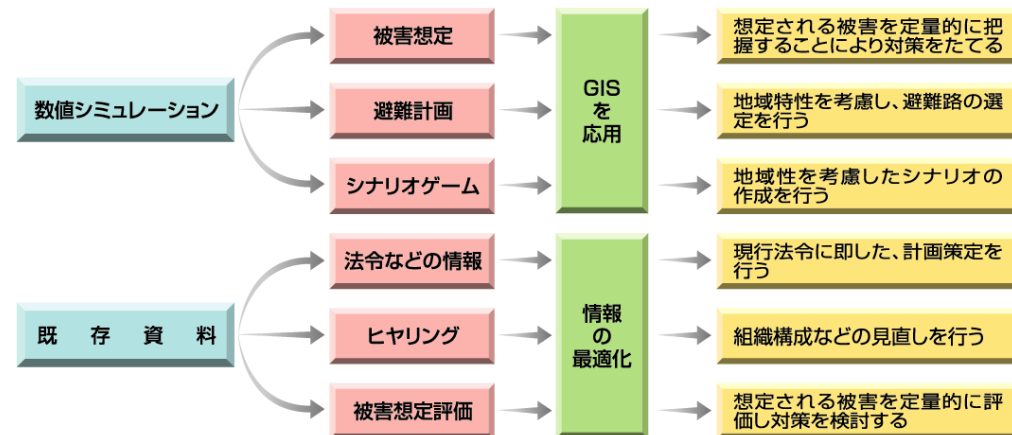 数値シミュレーション
被害想定
避難計画
シナリオゲーム
GIS
を
応用
想定される被害を定量的に把
握することにより対策をたてる
地域特性を考慮し、避難路の選
定を行う
地域性を考慮したシナリオの
作成を行う
既存資料
法令などの情報
ヒヤリング
被害想定評価
情報
の
最適化
現行法令に即した、計画策定を
行う
組織構成などの見直しを行う
想定される被害を定量的に評
価し対策を検討する